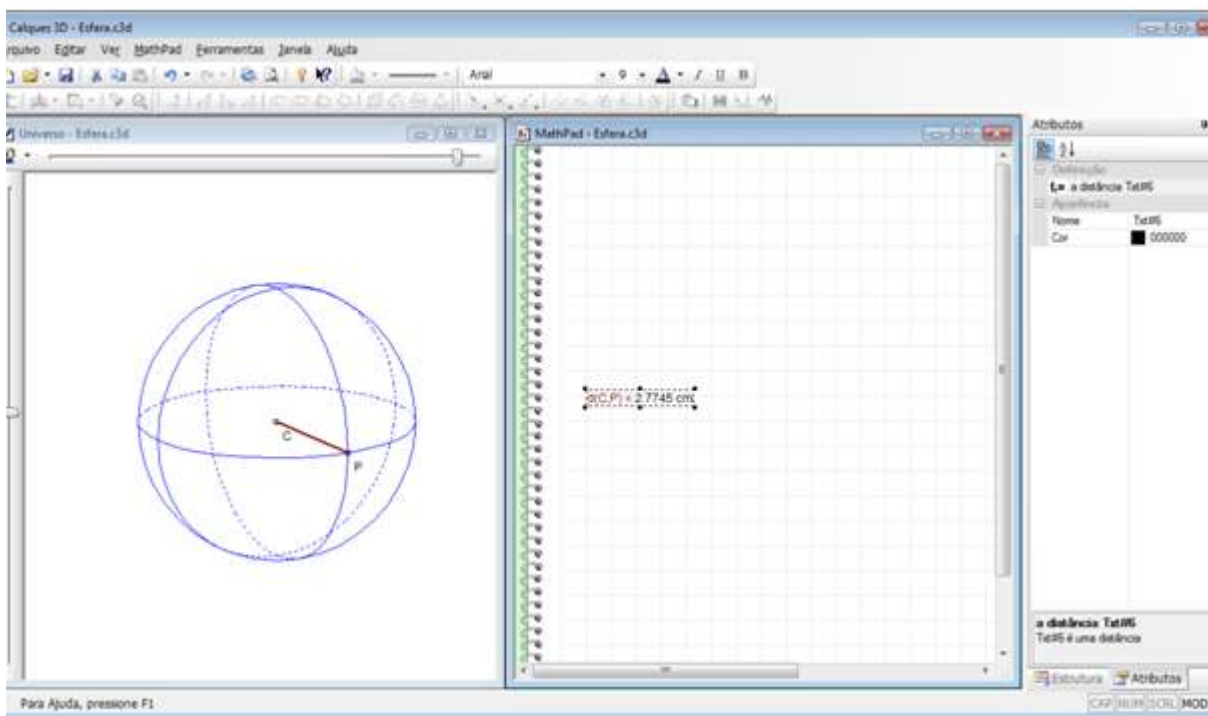 Calques 3D - Esfera.c3d
Editar Ver MathPad Ferramentas Janela Ajuda
Arial
9
Universo - Esfera.c3d
C
P
MathPad - Esfera.c3d
d(C,P) = 2.7745 cm
Atributos
Definição
a distância Txt#6
Aparência
Nome Txt#6
Cor 000000
a distância Txt#6
Txt#6 é uma distância
Estrutura Atributos
Para Ajuda, pressione F1
CAP NUM SCRL MOD